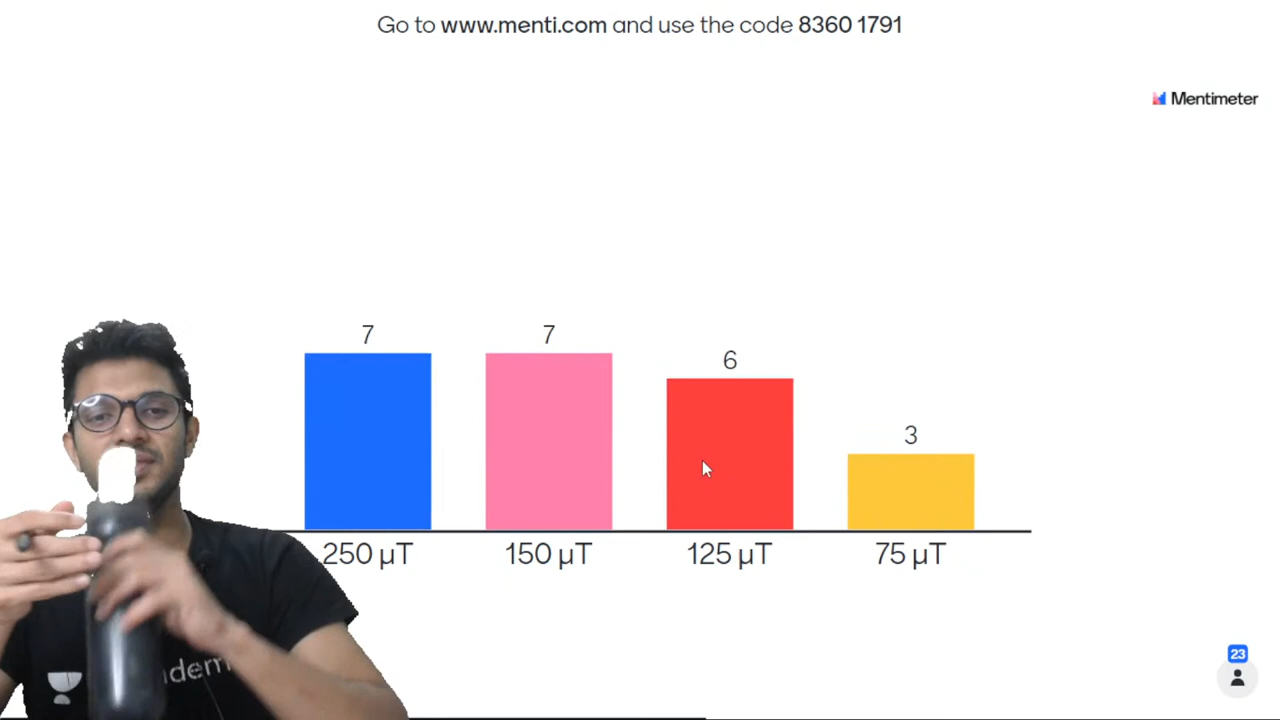 Go to www.menti.com and use the code 8360 1791
Mentimeter
7
7
6
3
250 µT
150 µT
125 µT
75 µT
23